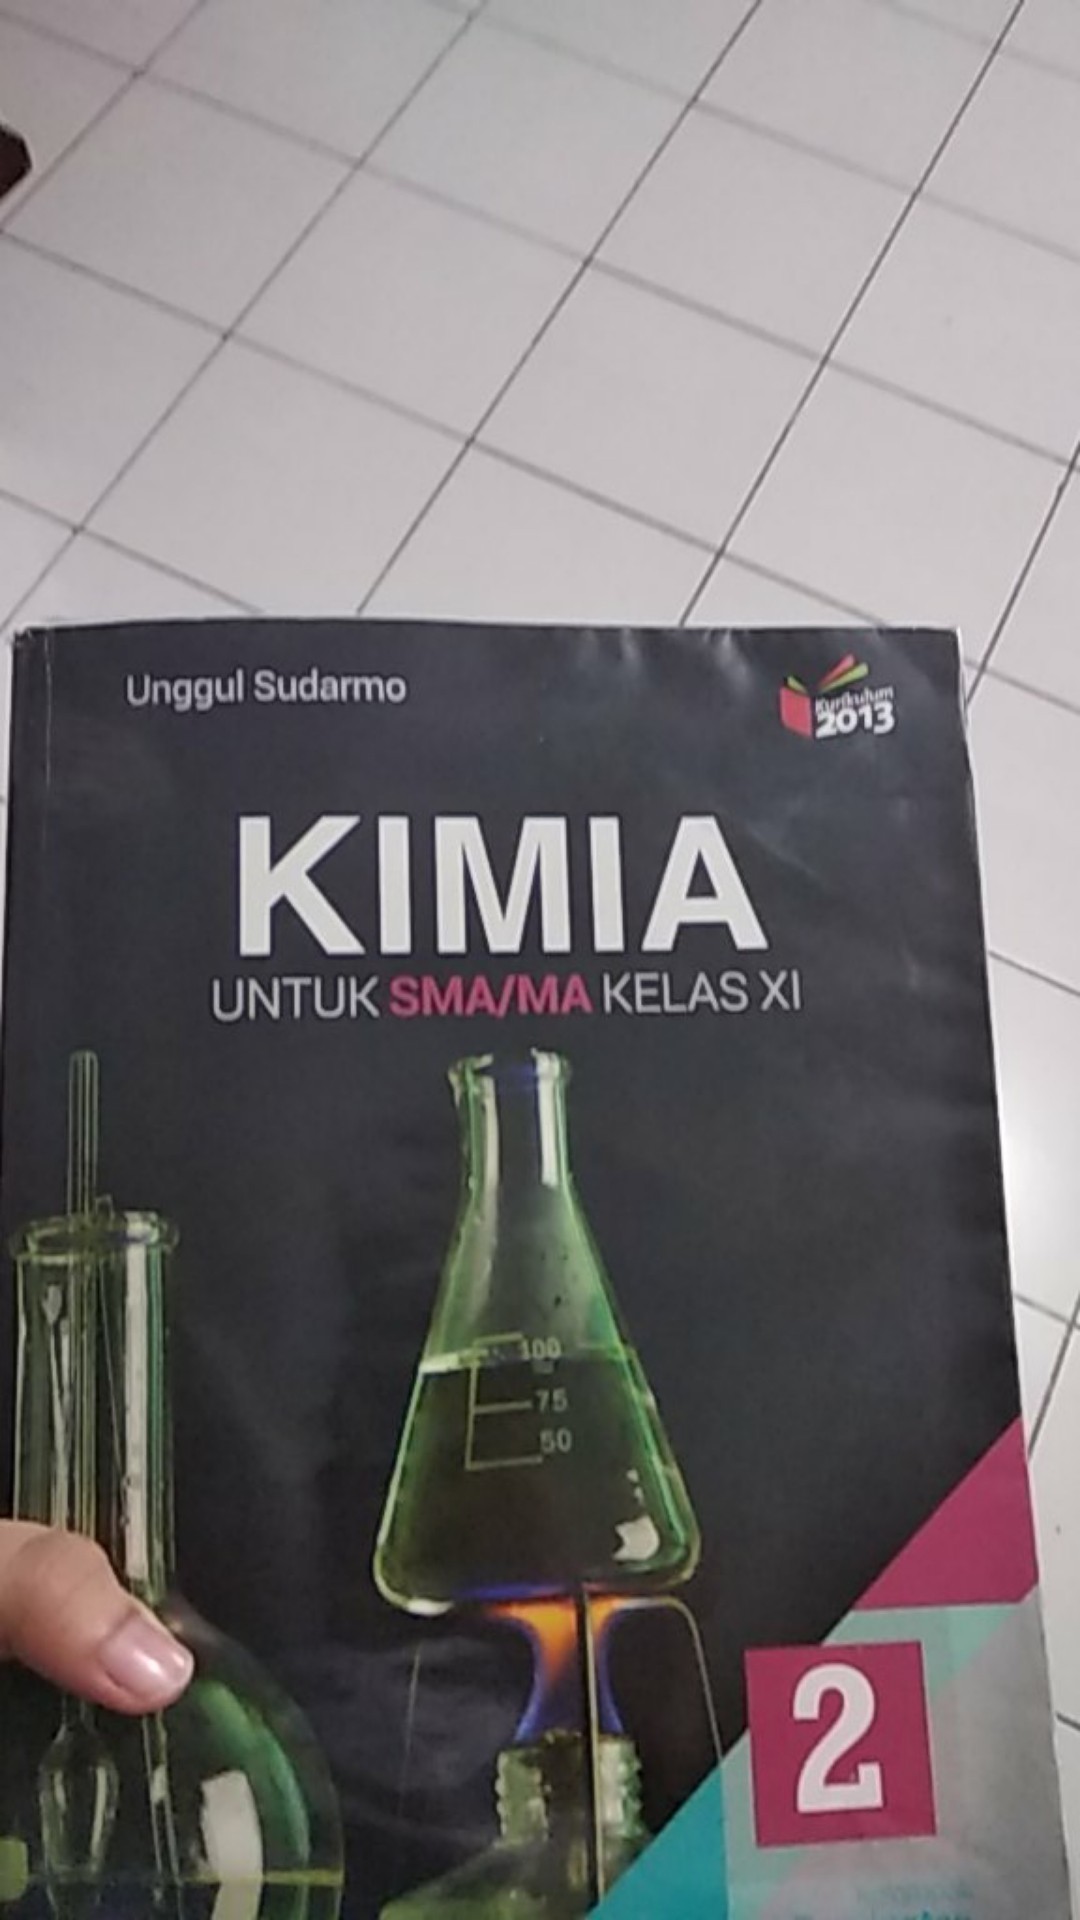 Unggul Sudarmo
Kurikulum
2013
KIMIA
UNTUK SMA/MA KELAS XI
100
75
50
2